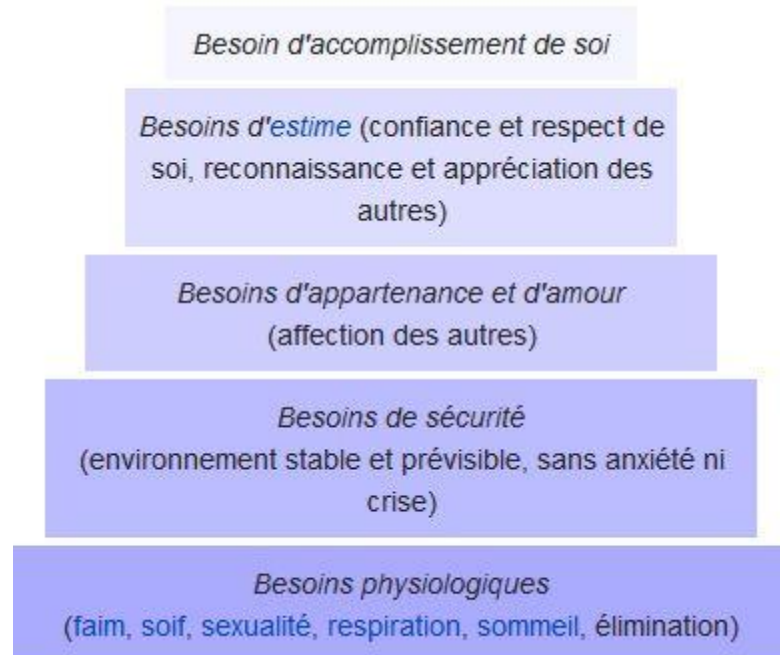 Besoin d'accomplissement de soi
Besoins d'estime (confiance et respect de
soi, reconnaissance et appréciation des
autres)
Besoins d'appartenance et d'amour
(affection des autres)
Besoins de sécurité
(environnement stable et prévisible, sans anxiété ni
crise)
Besoins physiologiques
(faim, soif, sexualité, respiration, sommeil, élimination)